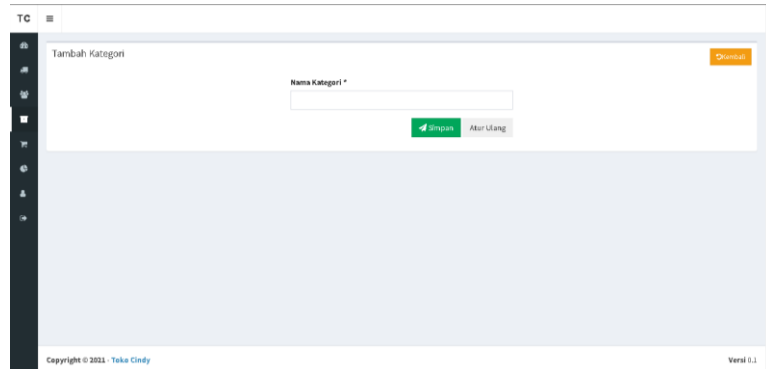 TC
Tambah Kategori
Kembali
Nama Kategori *
Simpan Atur Ulang
Copyright © 2021 - Toko Cindy
Versi 0.1